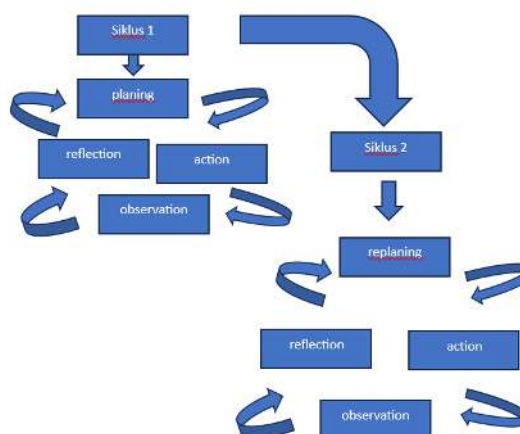 Siklus 1
planing
reflection
action
observation
Siklus 2
replaning
reflection
action
observation